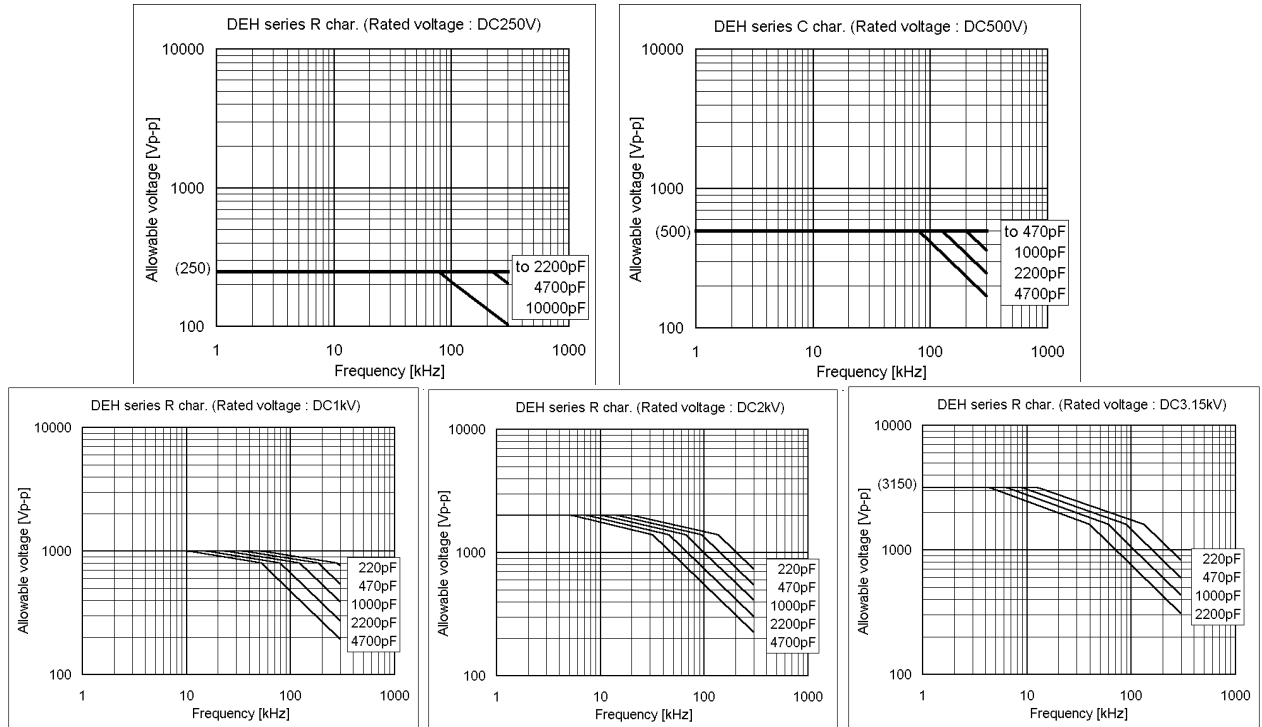 DEH series R char. (Rated voltage : DC250V)
10000
1000
(250)
100
Allowable voltage [Vp-p]
to 2200pF
4700pF
10000pF
1 10 100 1000
Frequency [kHz]
DEH series C char. (Rated voltage : DC500V)
10000
1000
(500)
100
Allowable voltage [Vp-p]
to 470pF
1000pF
2200pF
4700pF
1 10 100 1000
Frequency [kHz]
DEH series R char. (Rated voltage : DC1kV)
10000
1000
100
Allowable voltage [Vp-p]
220pF
470pF
1000pF
2200pF
4700pF
1 10 100 1000
Frequency [kHz]
DEH series R char. (Rated voltage : DC2kV)
10000
1000
100
Allowable voltage [Vp-p]
220pF
470pF
1000pF
2200pF
4700pF
1 10 100 1000
Frequency [kHz]
DEH series R char. (Rated voltage : DC3.15kV)
10000
(3150)
1000
100
Allowable voltage [Vp-p]
220pF
470pF
1000pF
2200pF
1 10 100 1000
Frequency [kHz]